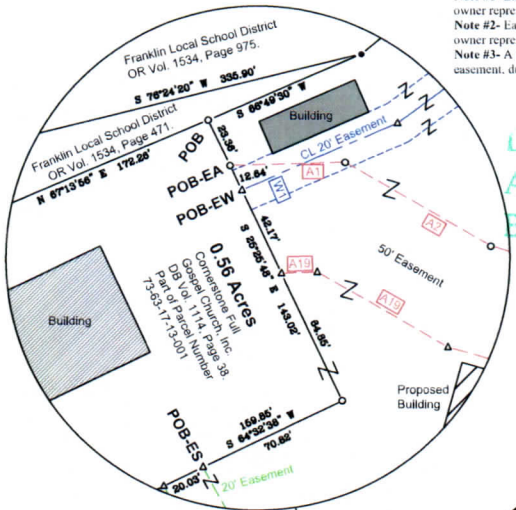 owner repre
Note #2- Ea
owner repre
Note #3- A
easement, d
Franklin Local School District
OR Vol. 1534, Page 975.
S 76°24'20" W 335.90'
Franklin Local School District
OR Vol. 1534, Page 471.
N 67°13'56" E 172.25'
S 66°49'30" W
Building
CL 20' Easement
POB
23.36'
POB-EA
12.64'
A1
POB-EW
W1
A2
42.17'
50' Easement
S 25°25'48" E 143.02'
A19
A19
64.85'
0.56 Acres
Cornerstone Full
Gospel Church, Inc.
DB Vol. 1114, Page 38.
Part of Parcel Number
73-63-17-13-001
Building
Proposed
Building
159.85'
S 64°32'38" W
70.82'
POB-ES
20.03'
20' Easement